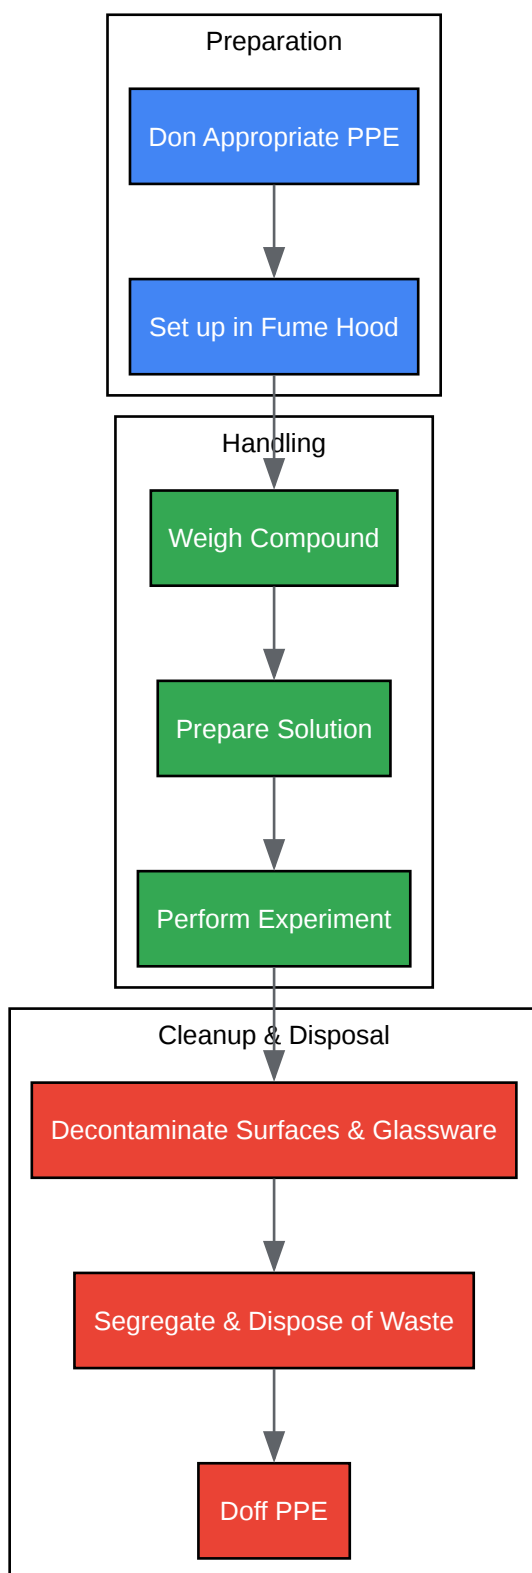 Preparation
Don Appropriate PPE
Set up in Fume Hood
Handling
Weigh Compound
Prepare Solution
Perform Experiment
Cleanup & Disposal
Decontaminate Surfaces & Glassware
Segregate & Dispose of Waste
Doff PPE